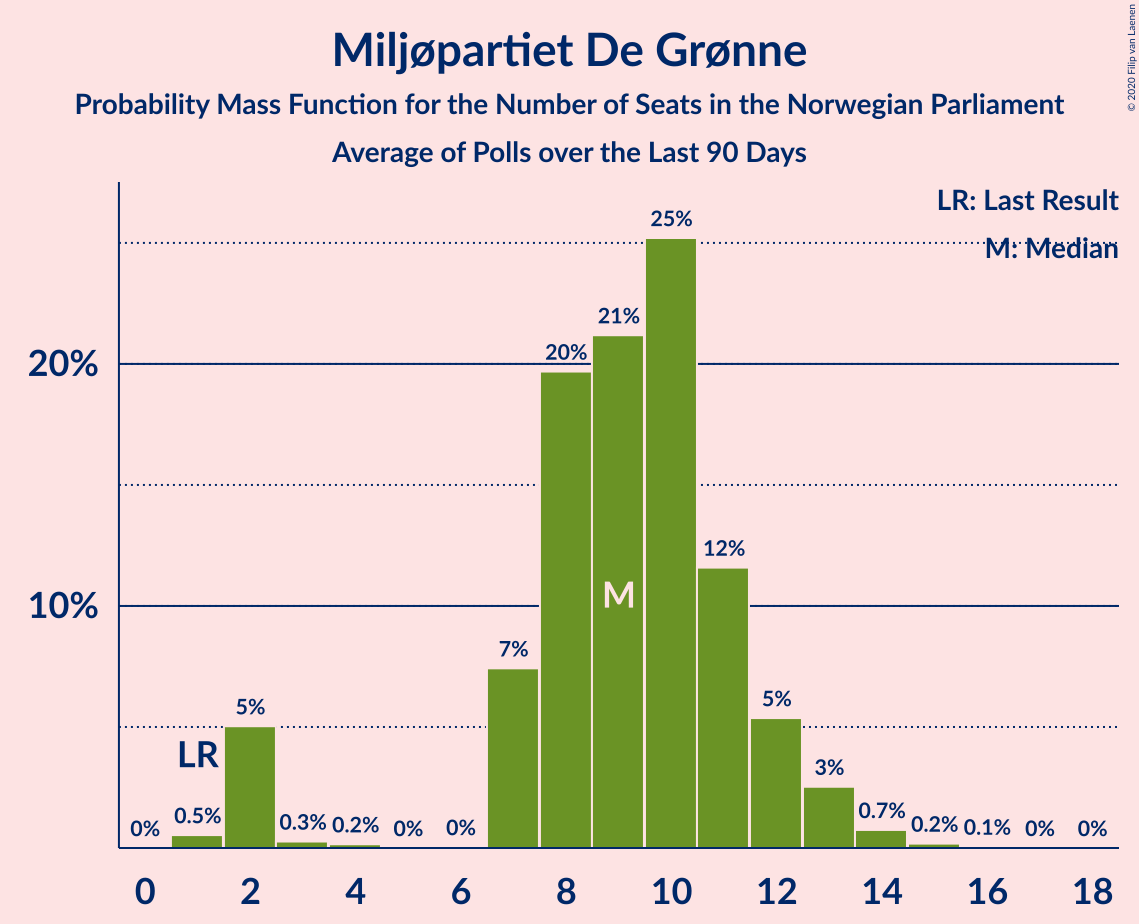 Miljøpartiet De Grønne
Probability Mass Function for the Number of Seats in the Norwegian Parliament
Average of Polls over the Last 90 Days
© 2020 Filip van Laenen
LR: Last Result
M: Median
20%
10%
0%
0.5%
LR
5%
0.3%
0.2%
0%
0%
7%
20%
21%
M
25%
12%
5%
3%
0.7%
0.2%
0.1%
0%
0%
0 2 4 6 8 10 12 14 16 18